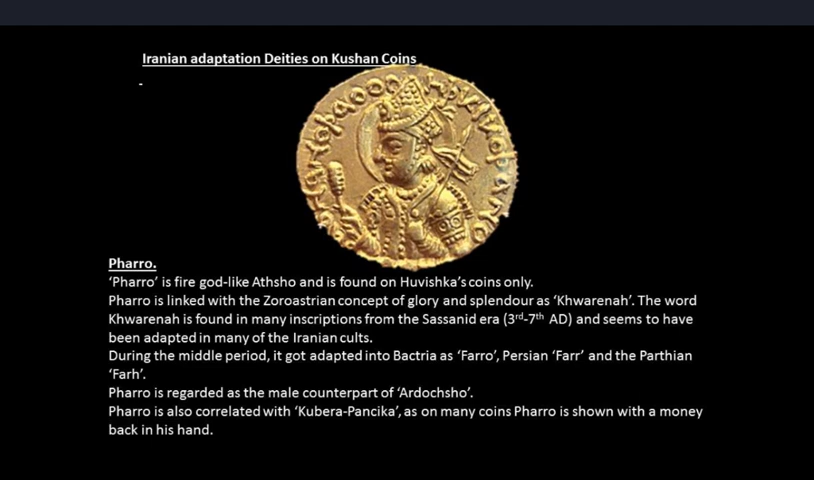 Iranian adaptation Deities on Kushan Coins
-
Pharro.
‘Pharro’ is fire god-like Athsho and is found on Huvishka’s coins only.
Pharro is linked with the Zoroastrian concept of glory and splendour as ‘Khwarenah’. The word
Khwarenah is found in many inscriptions from the Sassanid era (3rd-7th AD) and seems to have
been adapted in many of the Iranian cults.
During the middle period, it got adapted into Bactria as ‘Farro’, Persian ‘Farr’ and the Parthian
‘Farh’.
Pharro is regarded as the male counterpart of ‘Ardochsho’.
Pharro is also correlated with ‘Kubera-Pancika’, as on many coins Pharro is shown with a money
back in his hand.